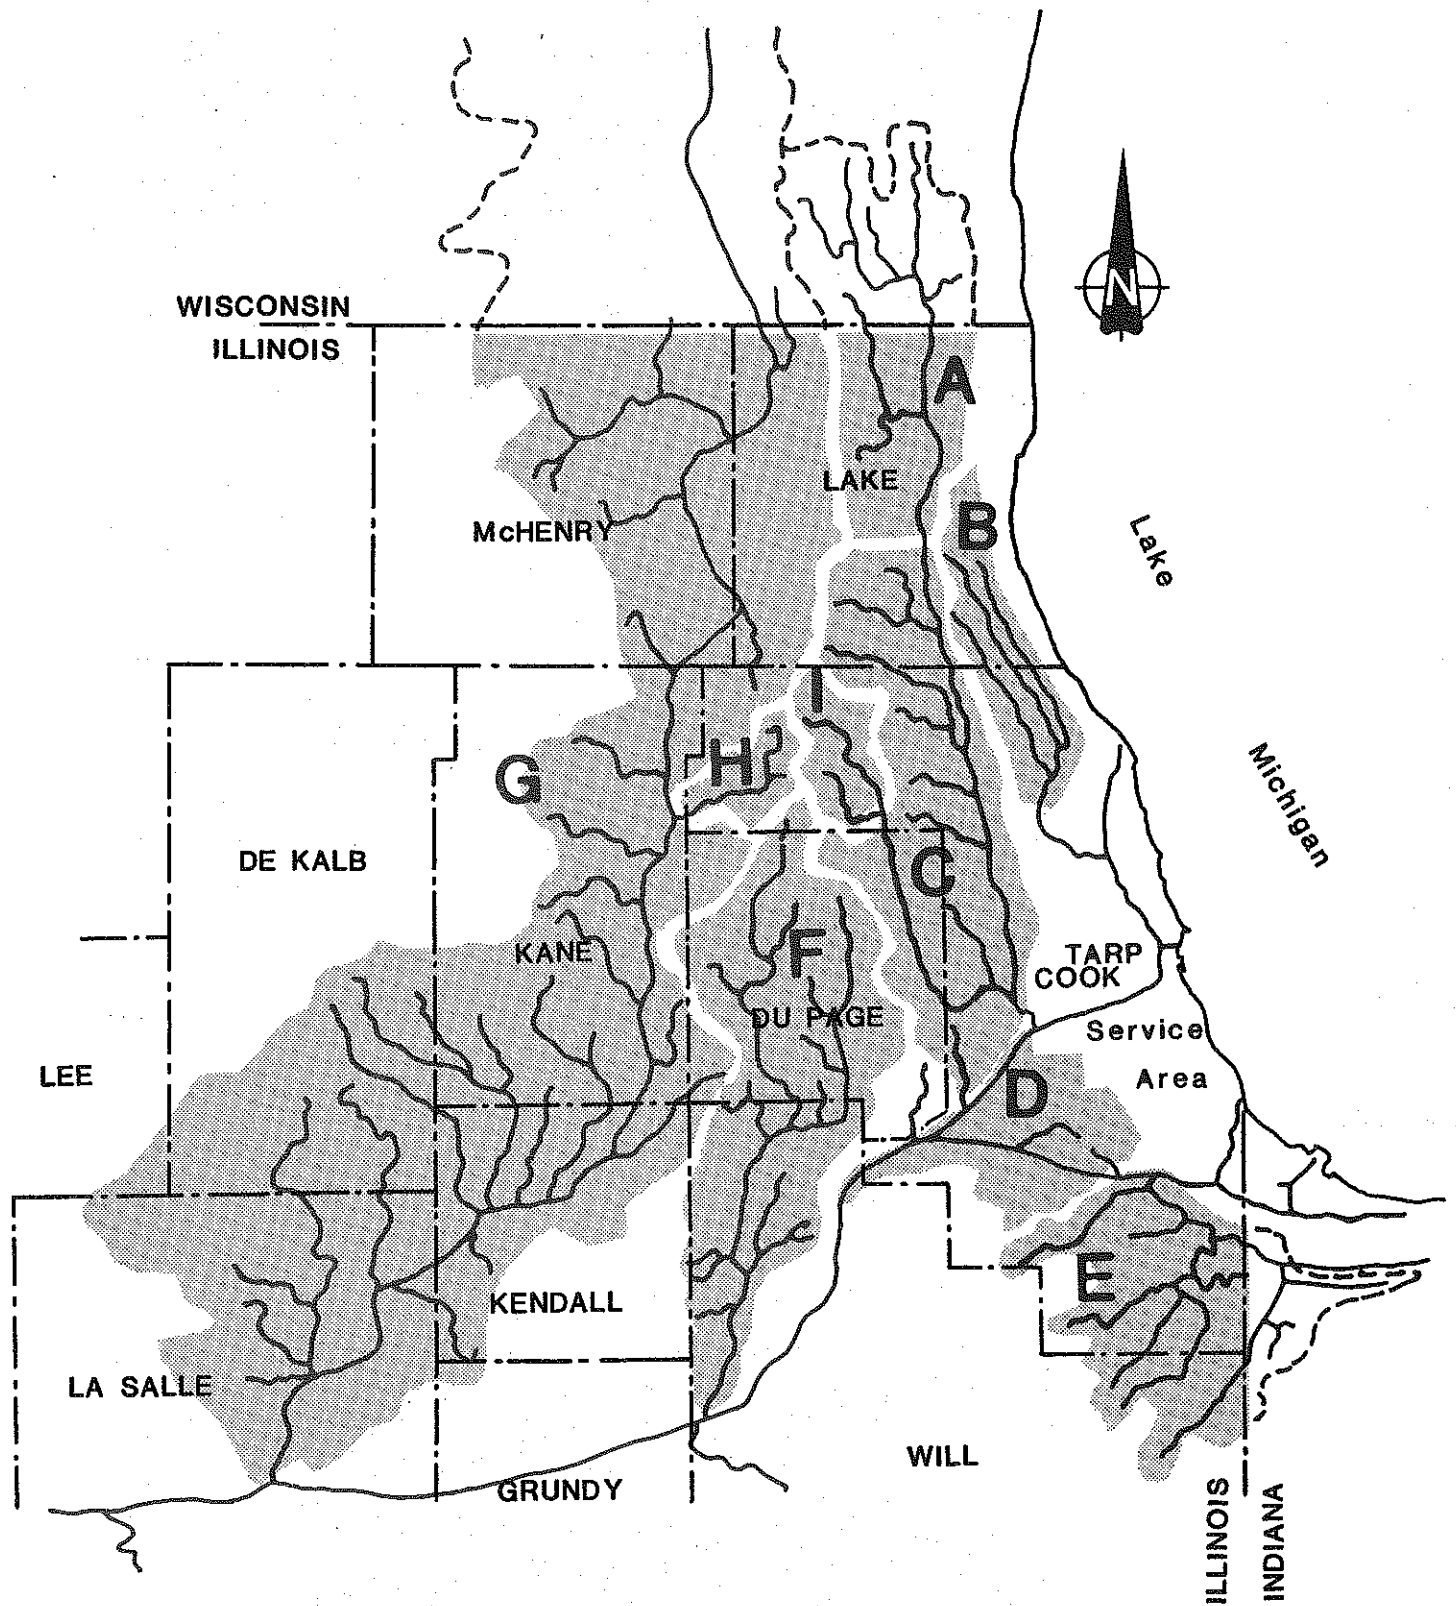 WISCONSIN
ILLINOIS
N
A
LAKE
B
McHENRY
Lake
I
H
G
Michigan
DE KALB
C
KANE
F
TARP
COOK
DU PAGE
Service
LEE
Area
D
E
KENDALL
LA SALLE
WILL
GRUNDY
ILLINOIS
INDIANA